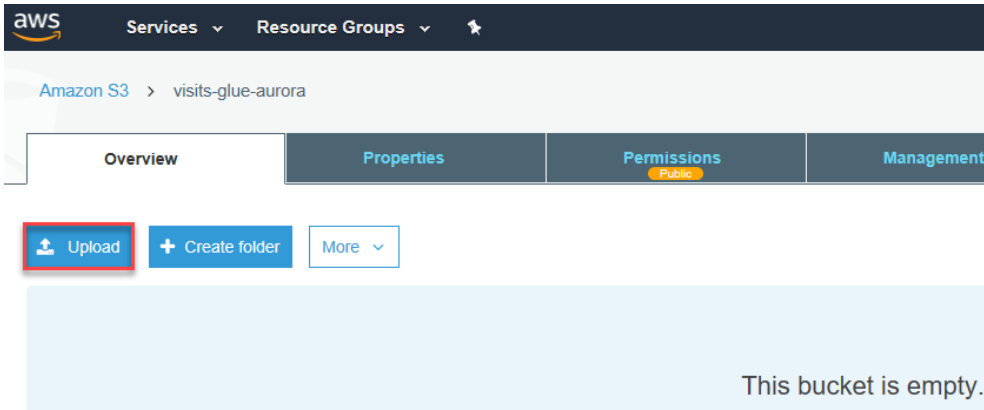 aws Services Resource Groups
Amazon S3 > visits-glue-aurora
Overview Properties Permissions Management
Public
Upload + Create folder More
This bucket is empty.